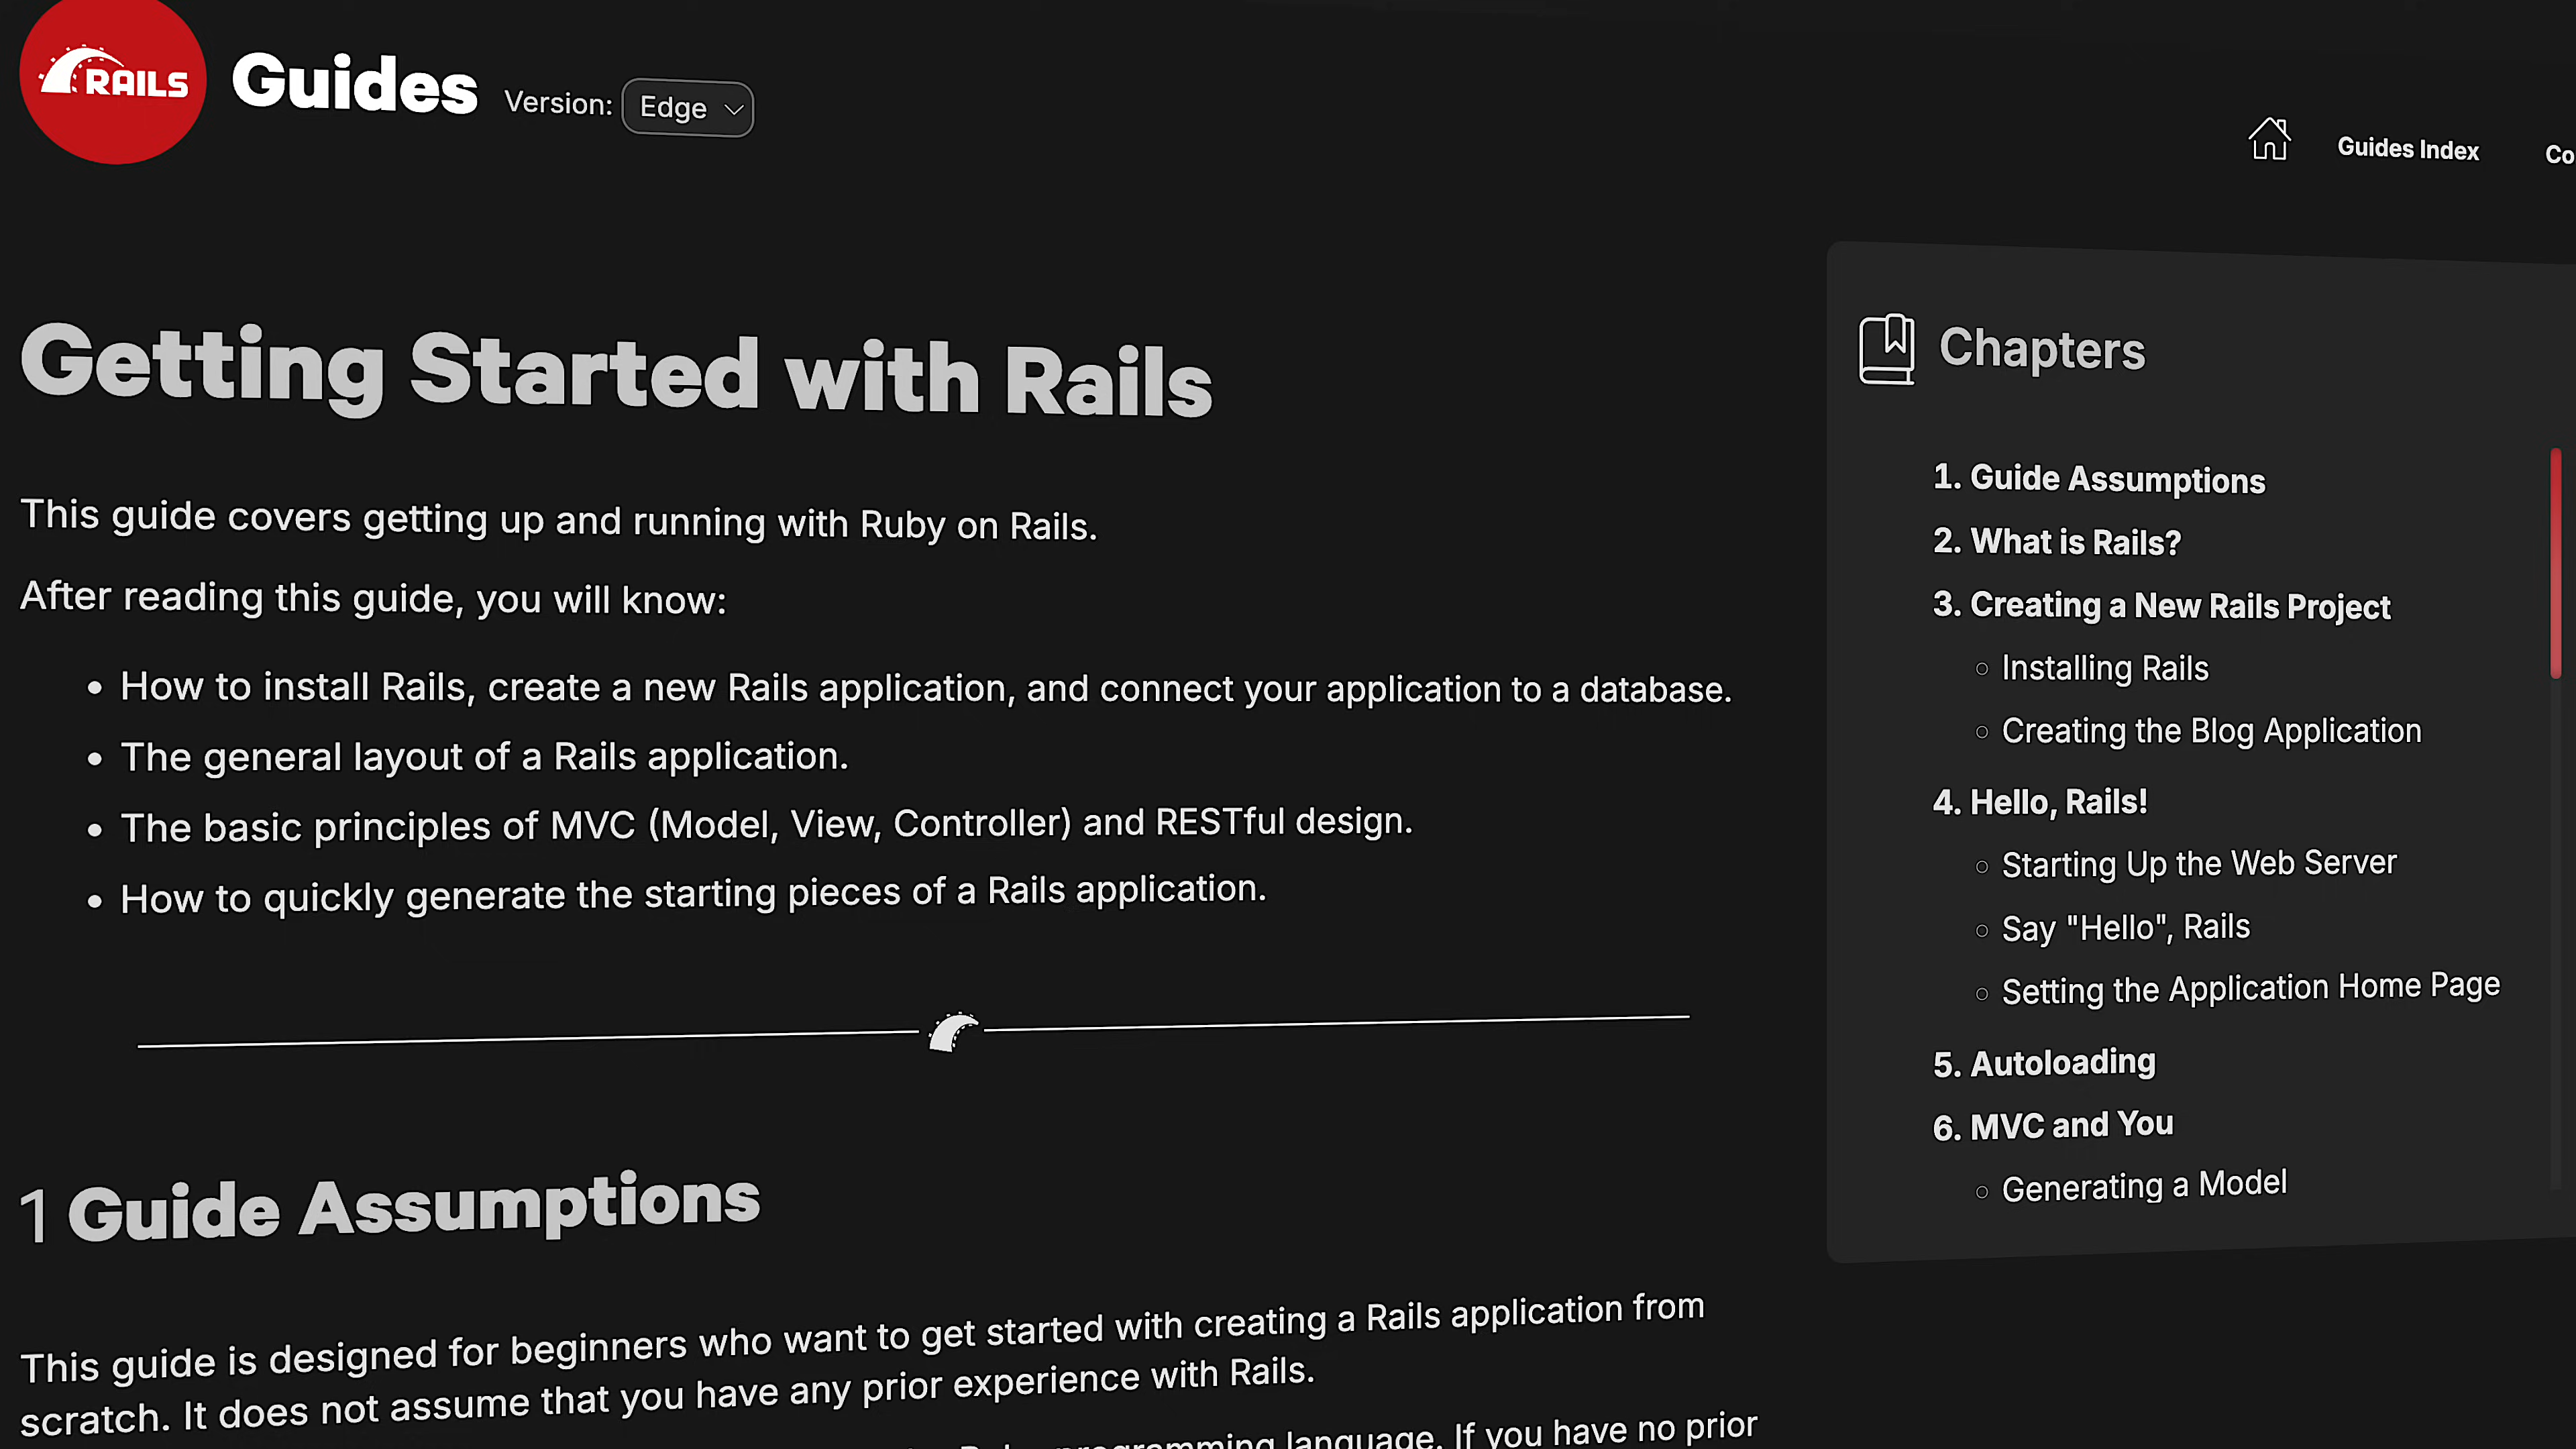 RAILS
Guides
Version: Edge
Guides Index
Getting Started with Rails
This guide covers getting up and running with Ruby on Rails.
After reading this guide, you will know:
• How to install Rails, create a new Rails application, and connect your application to a database.
• The general layout of a Rails application.
• The basic principles of MVC (Model, View, Controller) and RESTful design.
• How to quickly generate the starting pieces of a Rails application.
1 Guide Assumptions
This guide is designed for beginners who want to get started with creating a Rails application from
scratch. It does not assume that you have any prior experience with Rails.
programming language. If you have no prior
Chapters
1. Guide Assumptions
2. What is Rails?
3. Creating a New Rails Project
○ Installing Rails
○ Creating the Blog Application
4. Hello, Rails!
○ Starting Up the Web Server
○ Say "Hello", Rails
○ Setting the Application Home Page
5. Autoloading
6. MVC and You
○ Generating a Model